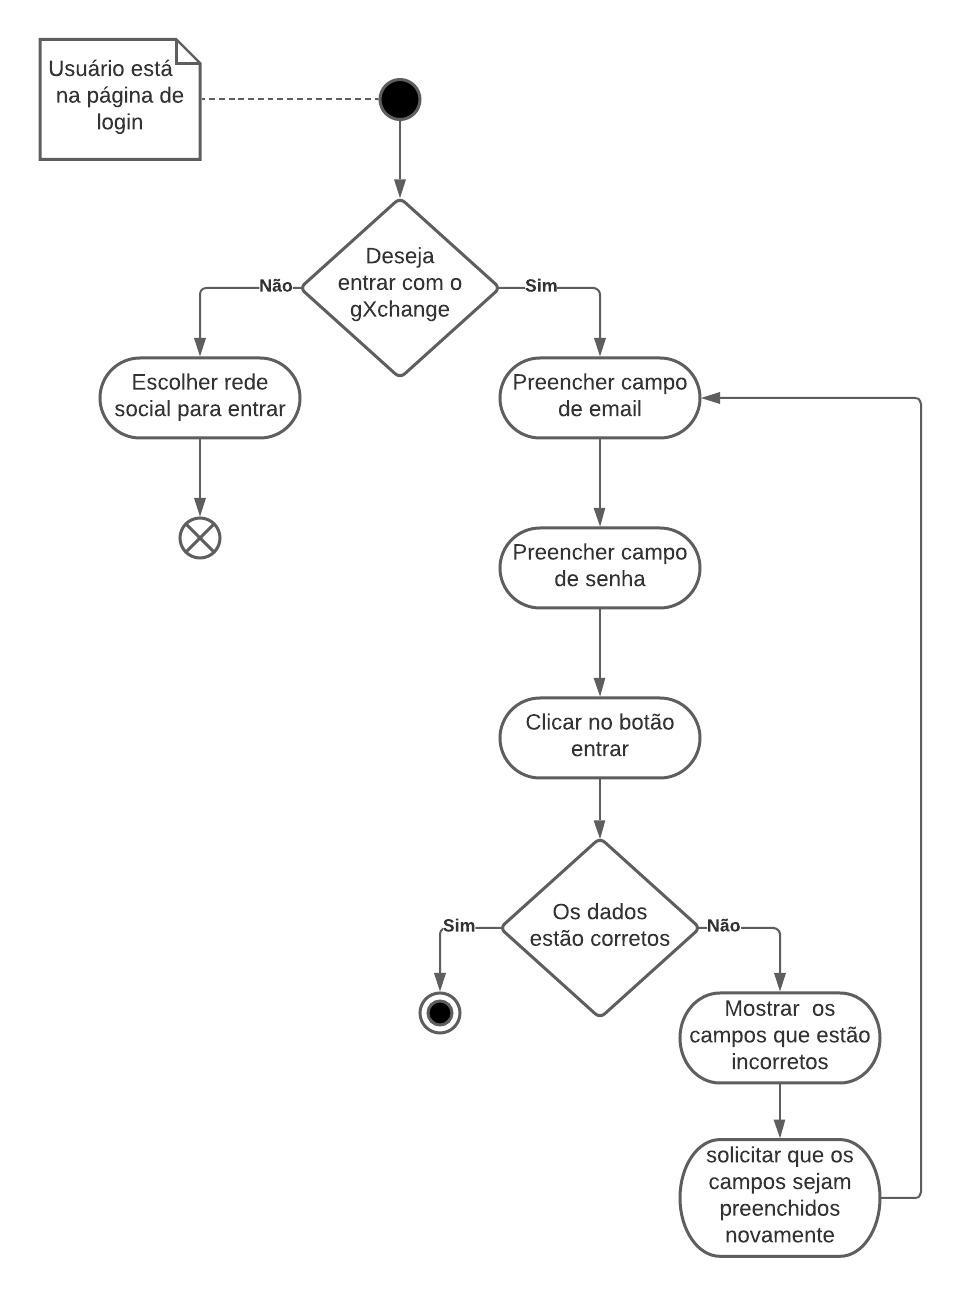 Usuário está
na página de
login
Deseja
entrar com o
gXchange
Não
Sim
Escolher rede
social para entrar
Preencher campo
de email
Preencher campo
de senha
Clicar no botão
entrar
Os dados
estão corretos
Sim
Não
Mostrar  os
campos que estão
incorretos
solicitar que os
campos sejam
preenchidos
novamente